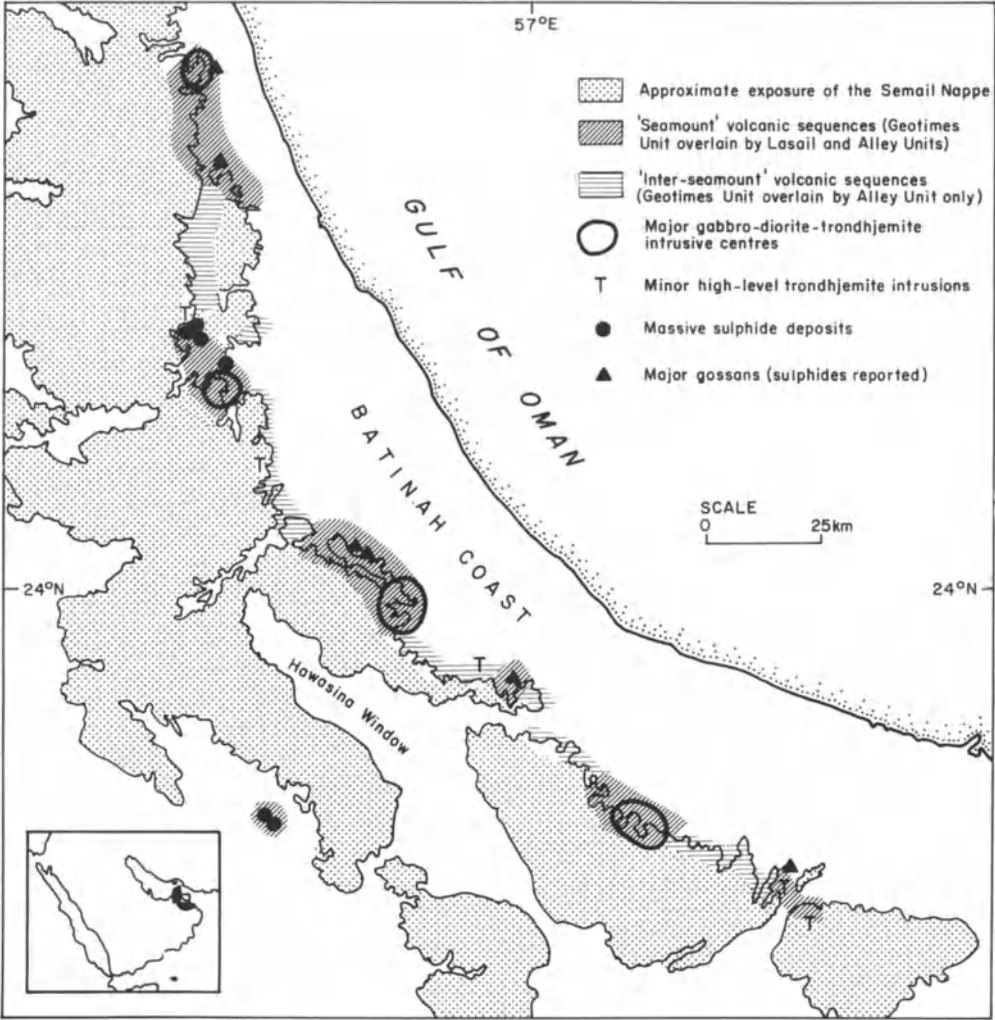 57°E
Approximate exposure of the Semail Nappe
'Seamount' volcanic sequences (Geotimes
Unit overlain by Lasail and Alley Units)
'Inter-seamount' volcanic sequences
(Geotimes Unit overlain by Alley Unit only)
Major gabbro-diorite-trondhjemite
intrusive centres
T Minor high-level trondhjemite intrusions
Massive sulphide deposits
Major gossans (sulphides reported)
GULF OF OMAN
BATINAH COAST
SCALE
0 25km
24°N 24°N
Hawasina Window
T
T
T
T
T